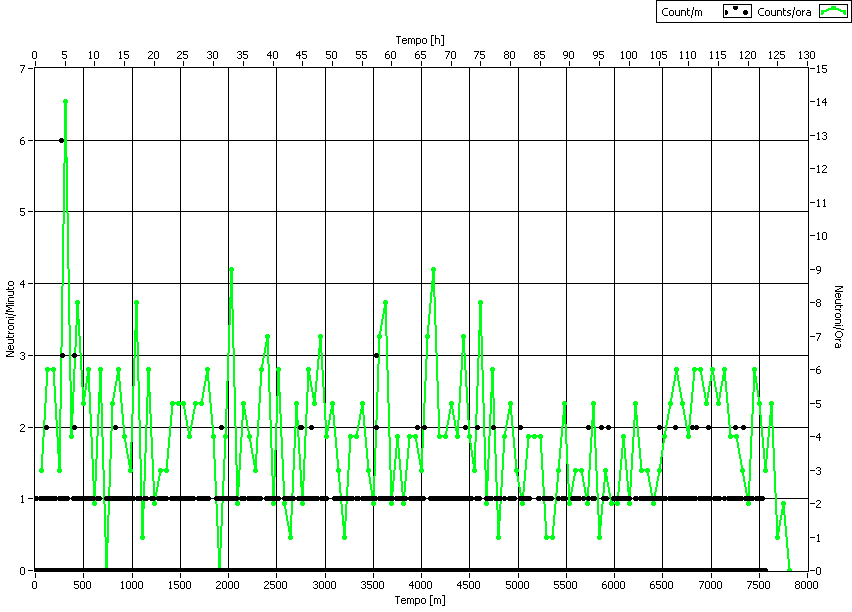 Count/m Counts/ora
Tempo [h]
0 5 10 15 20 25 30 33 40 45 50 55 60 65 70 75 80 85 90 95 100 105 110 115 120 125 130
7 15
14
6 13
12
5 11
10
4 9
8
Neutroni/Minuto Neutroni/Ora
3 7
6
2 5
4
1 3
2
1
0 0
0 500 1000 1500 2000 2500 3000 3500 4000 4500 5000 5500 6000 6500 7000 7500 8000
Tempo [m]